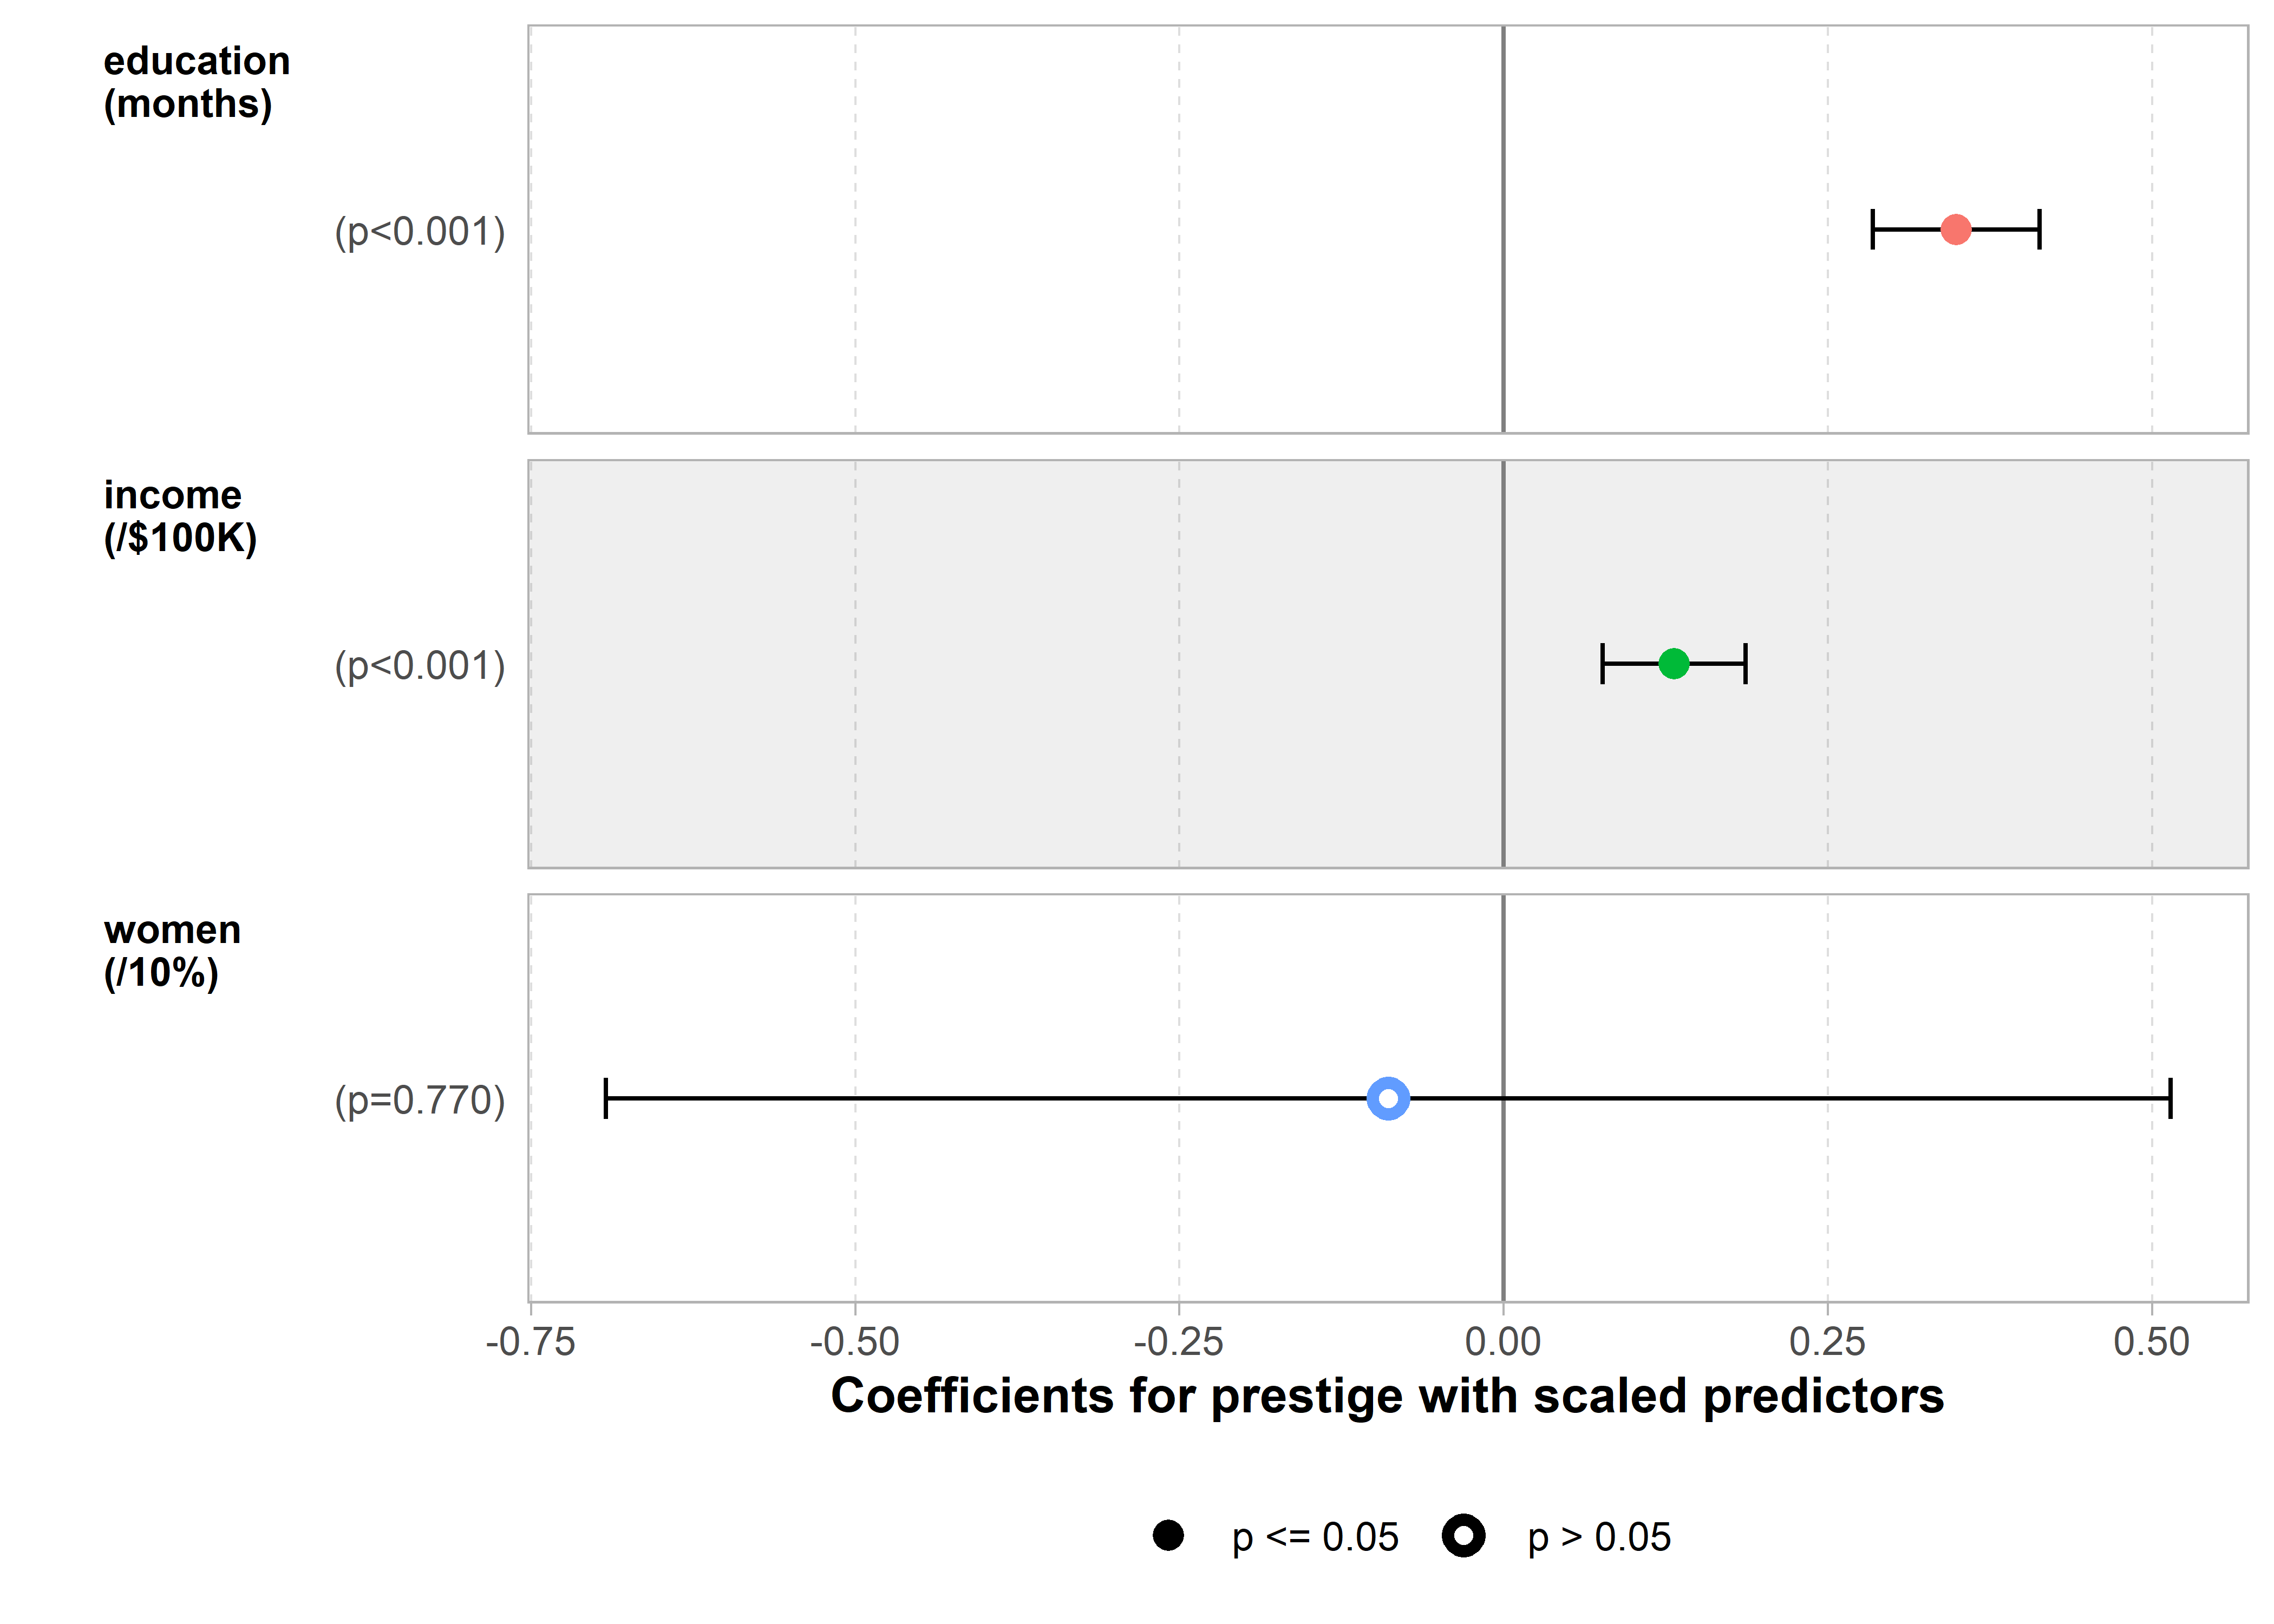 education
(months)
(p<0.001)
income
(/$100K)
(p<0.001)
women
(/10%)
(p=0.770)
-0.75 -0.50 -0.25 0.00 0.25 0.50
Coefficients for prestige with scaled predictors
p <= 0.05 p > 0.05